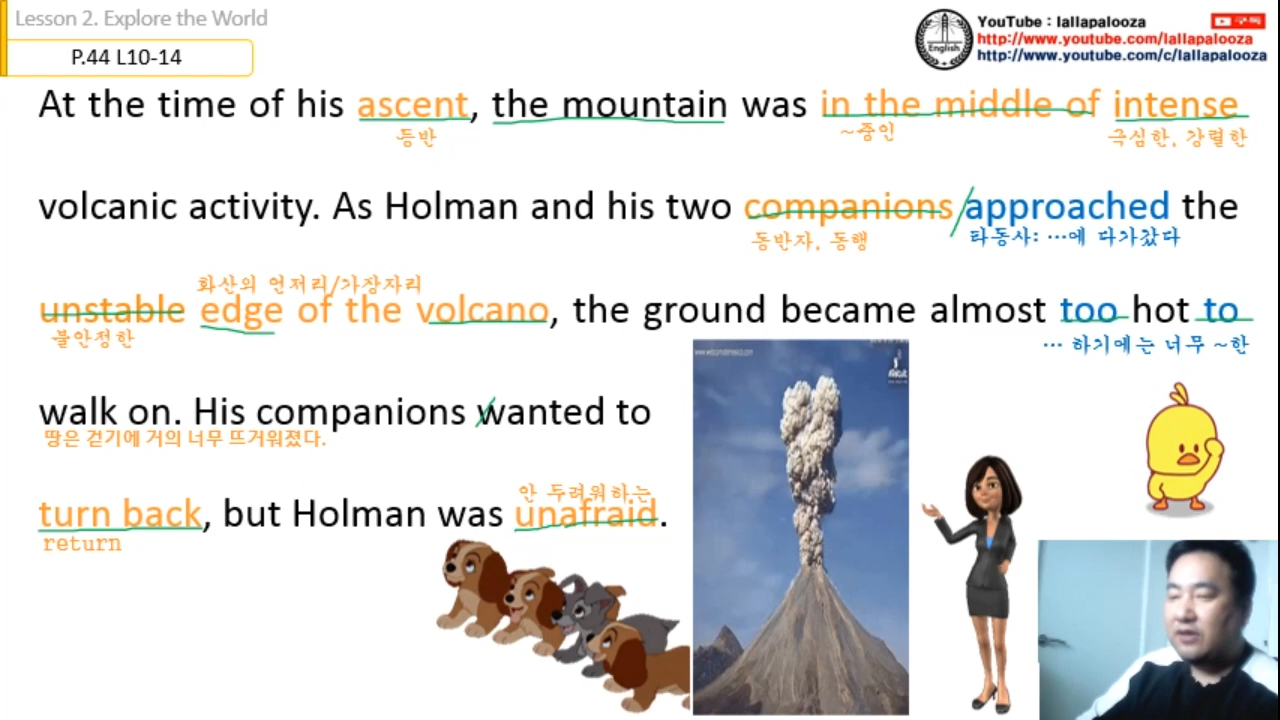 Lesson 2. Explore the World
P.44 L10-14
English
YouTube : lallapalooza
구독
http://www.youtube.com/lallapalooza
http://www.youtube.com/c/lallapalooza
At the time of his ascent, the mountain was in the middle of intense
등반
~중인
극심한, 강렬한
volcanic activity. As Holman and his two companions approached the
동반자, 동행
타동사: …에 다가갔다
화산의 언저리/가장자리
unstable edge of the volcano, the ground became almost too hot to
불안정한
… 하기에는 너무 ~한
walk on. His companions wanted to
땅은 걷기에 거의 너무 뜨거워졌다.
안 두려워하는
turn back, but Holman was unafraid.
return